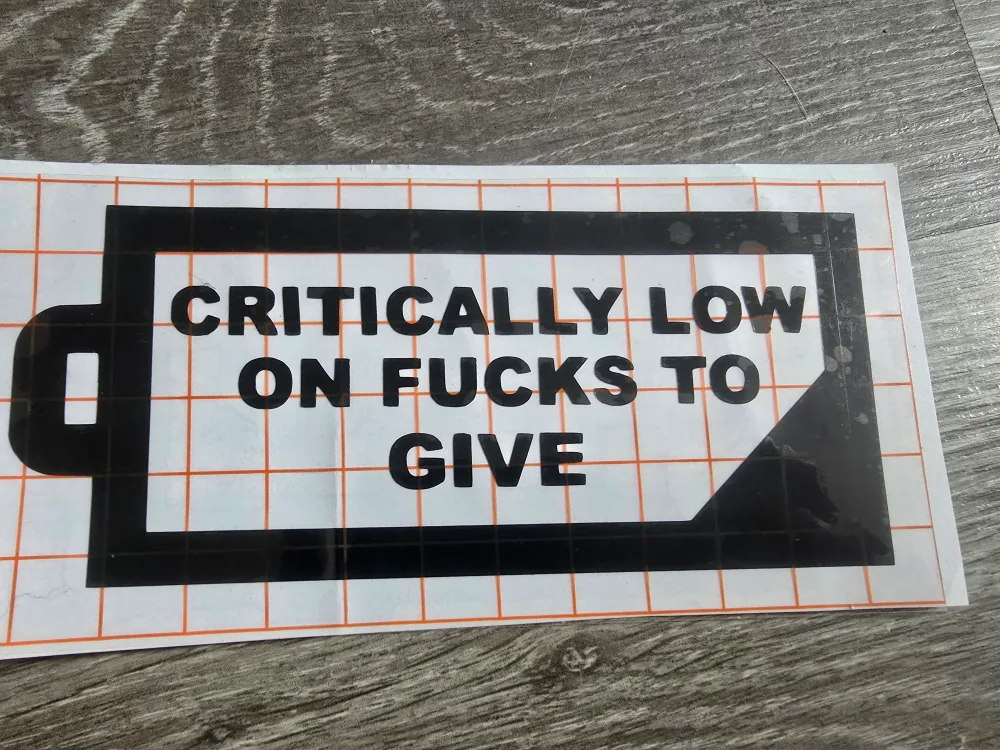 CRITICALLY LOW
ON FUCKS TO
GIVE